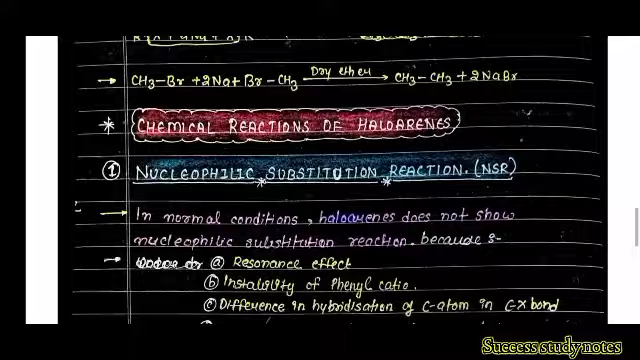 → CH3-Br + 2Na + Br-CH3 —Dry ether→ CH3-CH3 + 2NaBr
* CHEMICAL REACTIONS OF HALOARENES
① NUCLEOPHILIC SUBSTITUTION REACTION. (NSR)
→ In normal conditions, haloarenes does not show
nucleophilic substitution reaction. because :-
→ ⓐ Resonance effect
ⓑ Instability of Phenyl catio.
ⓒ Difference in hybridisation of C-atom in C-X bond
Success study notes